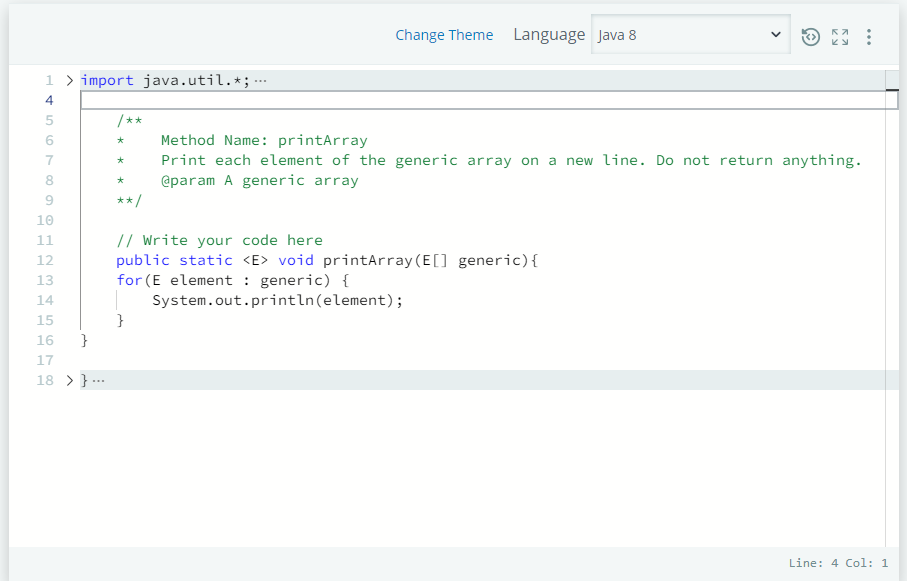 Change Theme Language Java 8
1 import java.util.*; ···
4
5 /**
6 * Method Name: printArray
7 * Print each element of the generic array on a new line. Do not return anything.
8 * @param A generic array
9 **/
10
11 // Write your code here
12 public static <E> void printArray(E[] generic){
13 for(E element : generic) {
14 System.out.println(element);
15 }
16 }
17
18 } ···
Line: 4 Col: 1